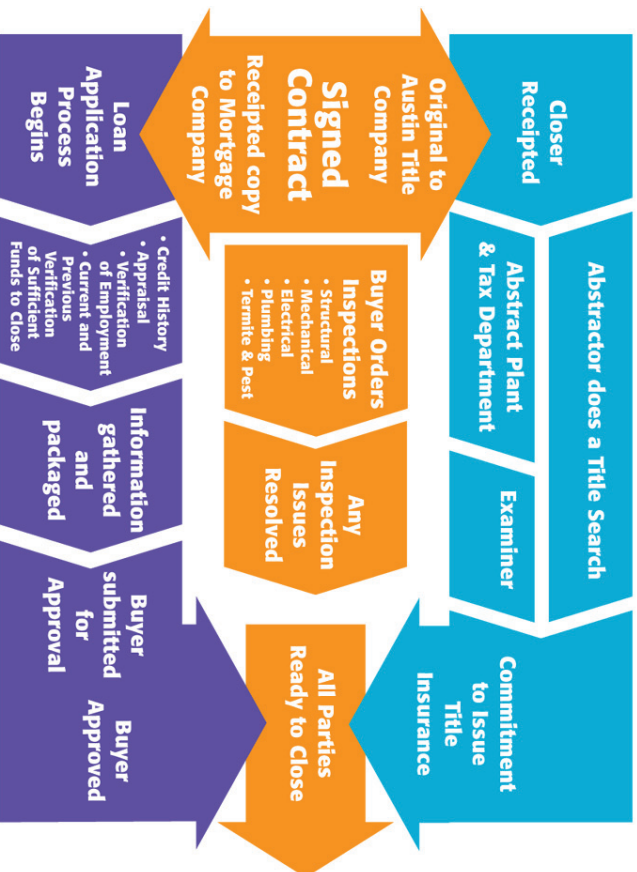 Closer
Receipted
Abstractor does a Title Search
Abstract Plant
& Tax Department
Examiner
Commitment
to Issue
Title
Insurance
Original to
Austin Title
Company
Signed
Contract
Receipted copy
to Mortgage
Company
Buyer Orders
Inspections
• Structural
• Mechanical
• Electrical
• Plumbing
• Termite & Pest
Any
Inspection
Issues
Resolved
All Parties
Ready to Close
Loan
Application
Process
Begins
• Credit History
• Appraisal
• Verification
of Employment
• Current and
Previous
Verification
of Sufficient
Funds to Close
Information
gathered
and
packaged
Buyer
submitted
for
Approval
Buyer
Approved